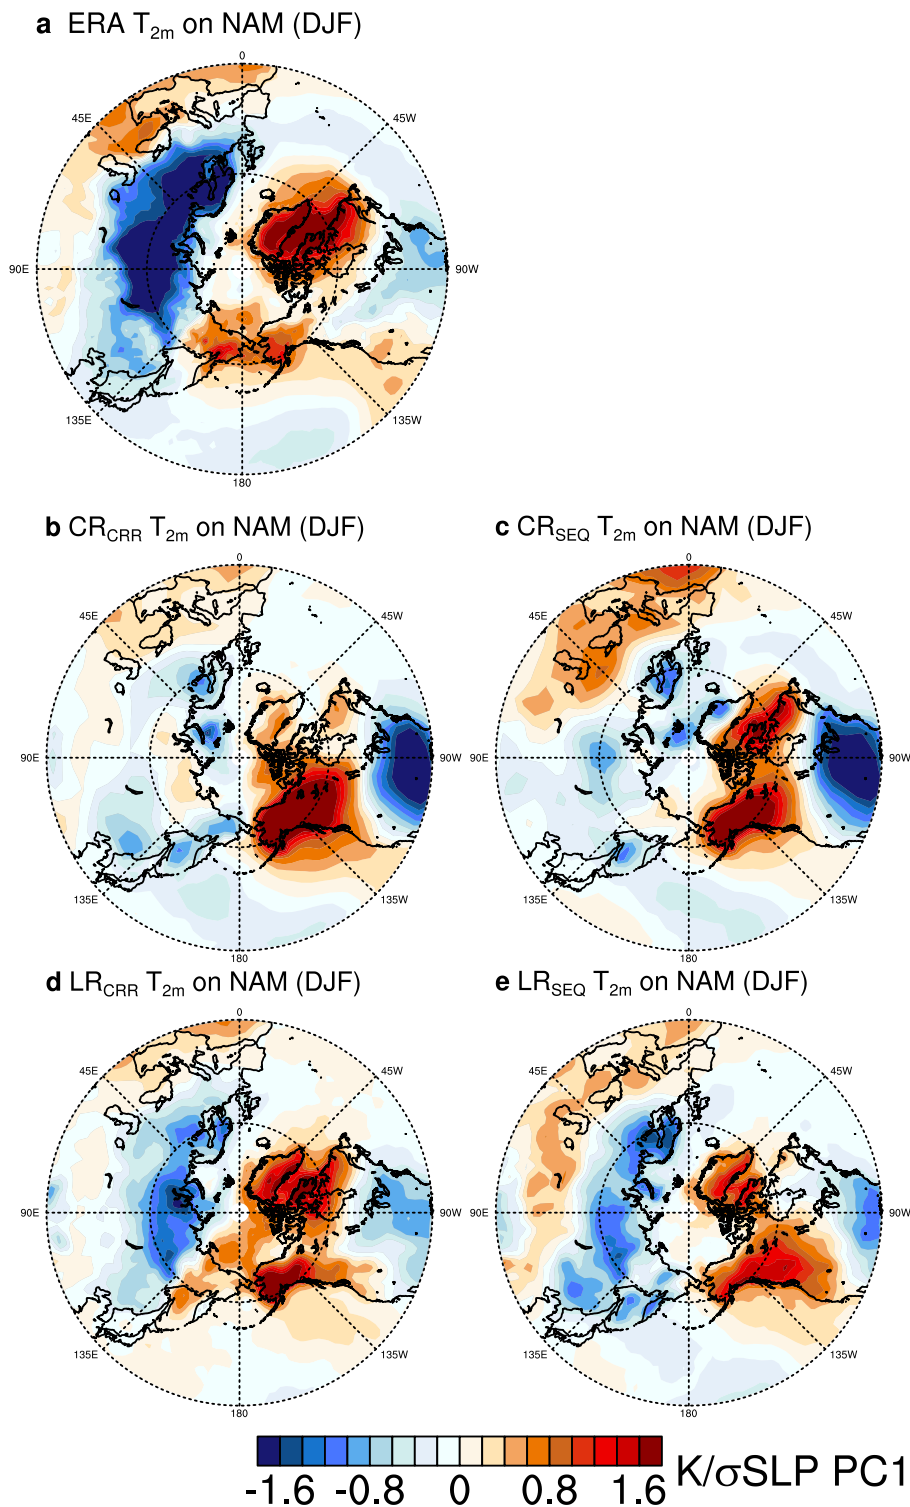 a ERA T2m on NAM (DJF)
0
45E
45W
90E
90W
135E
135W
180
b CRCRR T2m on NAM (DJF)
c CRSEQ T2m on NAM (DJF)
0
0
45E
45W
45E
45W
90E
90W
90E
90W
135E
135W
135E
135W
180
180
d LRCRR T2m on NAM (DJF)
e LRSEQ T2m on NAM (DJF)
0
0
45E
45W
45E
45W
90E
90W
90E
90W
135E
135W
135E
135W
180
180
-1.6 -0.8 0 0.8 1.6 K/σSLP PC1